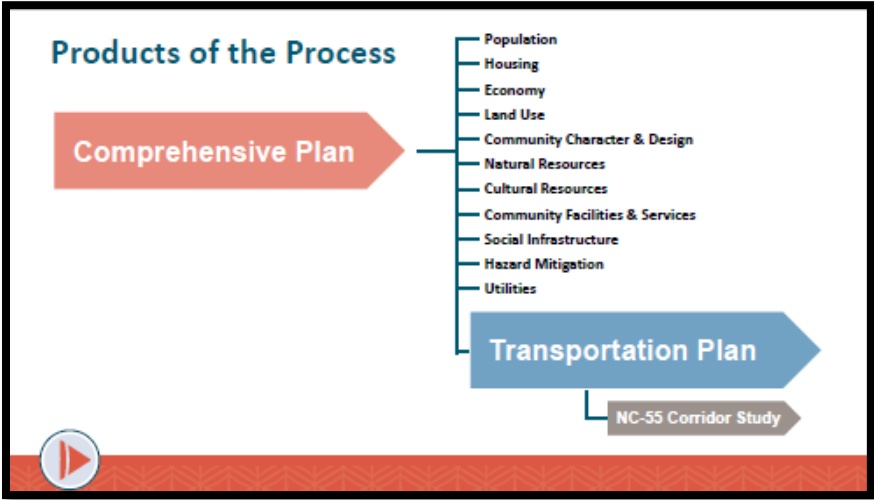 Products of the Process
Comprehensive Plan
Population
Housing
Economy
Land Use
Community Character & Design
Natural Resources
Cultural Resources
Community Facilities & Services
Social Infrastructure
Hazard Mitigation
Utilities
Transportation Plan
NC-55 Corridor Study